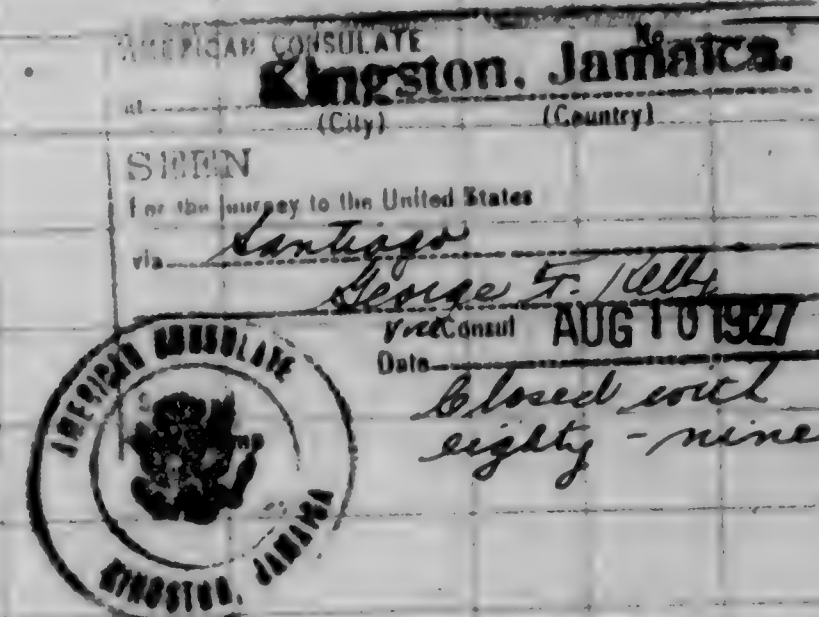 AMERICAN CONSULATE
No
at Kingston, Jamaica.
(City) (Country)
SEEN
For the journey to the United States
via Santiago
George F. Kelly
Vice Consul
Date AUG 10 1927
Closed with
eighty-nine
AMERICAN CONSULATE
KINGSTON, JAMAICA